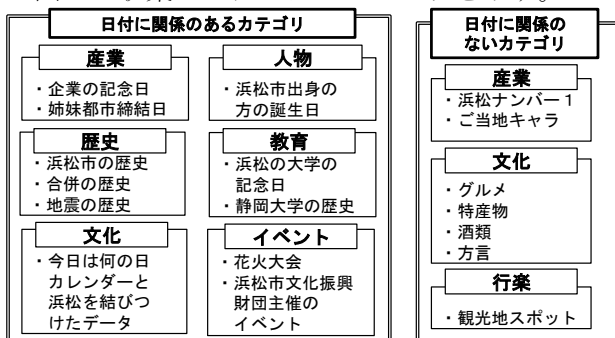 日付に関係のあるカテゴリ
産業
・企業の記念日
・姉妹都市締結日
人物
・浜松市出身の
方の誕生日
歴史
・浜松市の歴史
・合併の歴史
・地震の歴史
教育
・浜松の大学の
記念日
・静岡大学の歴史
文化
・今日は何の日
カレンダーと
浜松を結びつ
けたデータ
イベント
・花火大会
・浜松市文化振興
財団主催の
イベント
日付に関係の
ないカテゴリ
産業
・浜松ナンバー1
・ご当地キャラ
文化
・グルメ
・特産物
・酒類
・方言
行楽
・観光地スポット